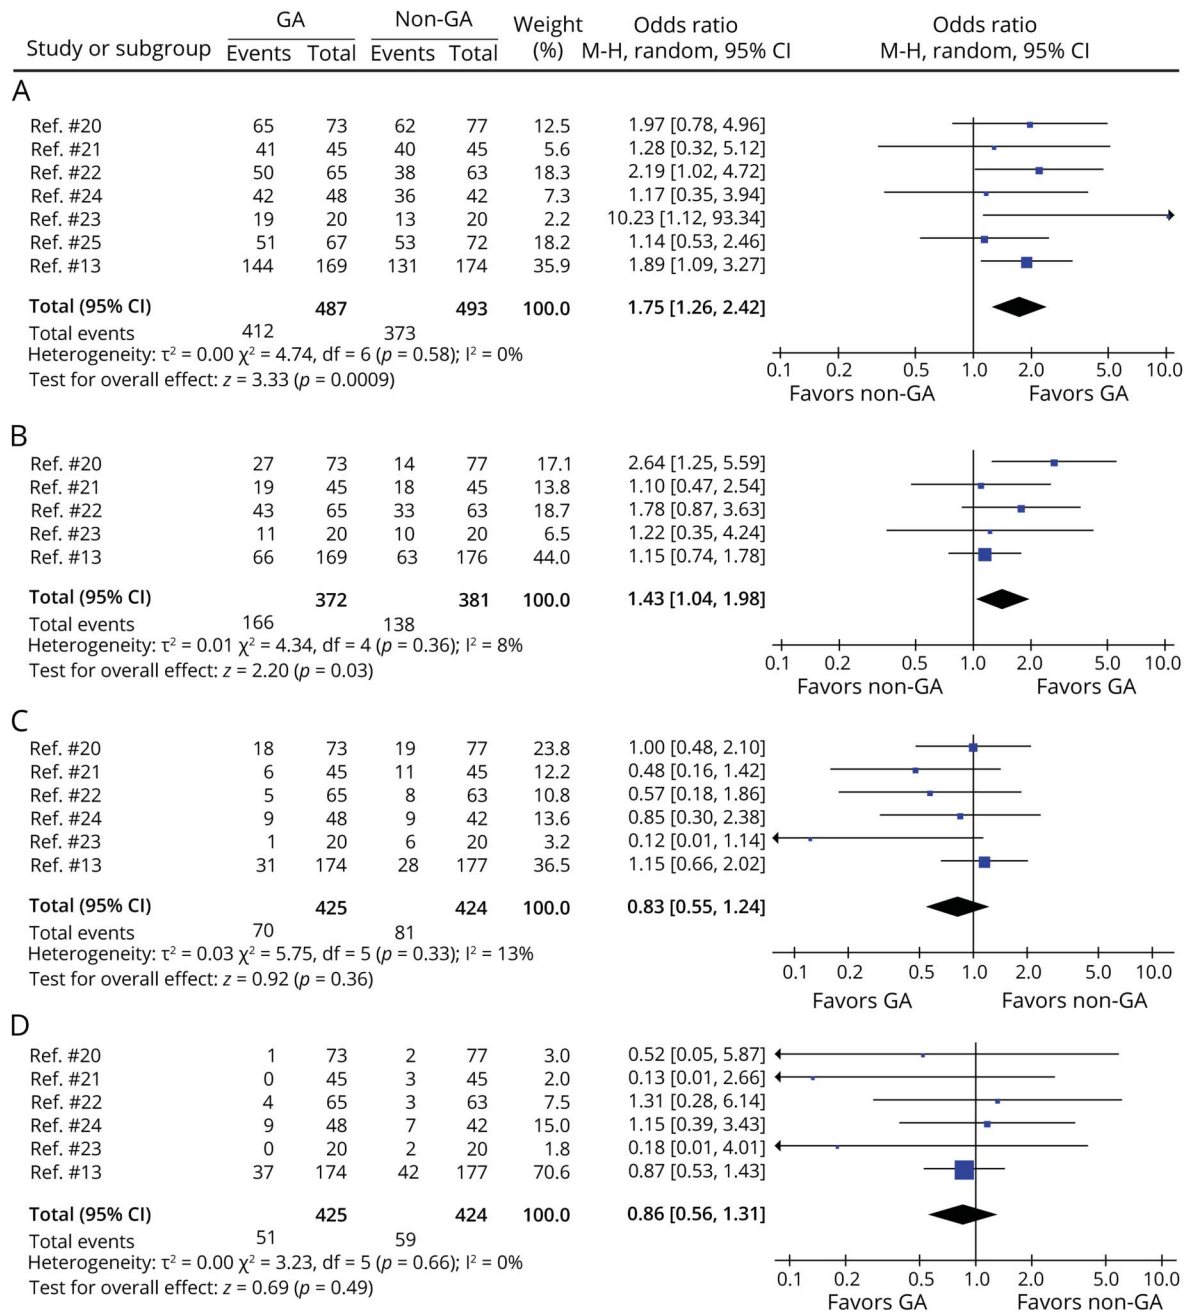 GA Non-GA Weight Odds ratio Odds ratio
Study or subgroup Events Total Events Total (%) M-H, random, 95% CI M-H, random, 95% CI
A
Ref. #20 65 73 62 77 12.5 1.97 [0.78, 4.96]
Ref. #21 41 45 40 45 5.6 1.28 [0.32, 5.12]
Ref. #22 50 65 38 63 18.3 2.19 [1.02, 4.72]
Ref. #24 42 48 36 42 7.3 1.17 [0.35, 3.94]
Ref. #23 19 20 13 20 2.2 10.23 [1.12, 93.34]
Ref. #25 51 67 53 72 18.2 1.14 [0.53, 2.46]
Ref. #13 144 169 131 174 35.9 1.89 [1.09, 3.27]
Total (95% CI) 487 493 100.0 1.75 [1.26, 2.42]
Total events 412 373
Heterogeneity: τ² = 0.00 χ² = 4.74, df = 6 (p = 0.58); I² = 0%
Test for overall effect: z = 3.33 (p = 0.0009)
0.1 0.2 0.5 1.0 2.0 5.0 10.0
Favors non-GA Favors GA
B
Ref. #20 27 73 14 77 17.1 2.64 [1.25, 5.59]
Ref. #21 19 45 18 45 13.8 1.10 [0.47, 2.54]
Ref. #22 43 65 33 63 18.7 1.78 [0.87, 3.63]
Ref. #23 11 20 10 20 6.5 1.22 [0.35, 4.24]
Ref. #13 66 169 63 176 44.0 1.15 [0.74, 1.78]
Total (95% CI) 372 381 100.0 1.43 [1.04, 1.98]
Total events 166 138
Heterogeneity: τ² = 0.01 χ² = 4.34, df = 4 (p = 0.36); I² = 8%
Test for overall effect: z = 2.20 (p = 0.03)
0.1 0.2 0.5 1.0 2.0 5.0 10.0
Favors non-GA Favors GA
C
Ref. #20 18 73 19 77 23.8 1.00 [0.48, 2.10]
Ref. #21 6 45 11 45 12.2 0.48 [0.16, 1.42]
Ref. #22 5 65 8 63 10.8 0.57 [0.18, 1.86]
Ref. #24 9 48 9 42 13.6 0.85 [0.30, 2.38]
Ref. #23 1 20 6 20 3.2 0.12 [0.01, 1.14]
Ref. #13 31 174 28 177 36.5 1.15 [0.66, 2.02]
Total (95% CI) 425 424 100.0 0.83 [0.55, 1.24]
Total events 70 81
Heterogeneity: τ² = 0.03 χ² = 5.75, df = 5 (p = 0.33); I² = 13%
Test for overall effect: z = 0.92 (p = 0.36)
0.1 0.2 0.5 1.0 2.0 5.0 10.0
Favors GA Favors non-GA
D
Ref. #20 1 73 2 77 3.0 0.52 [0.05, 5.87]
Ref. #21 0 45 3 45 2.0 0.13 [0.01, 2.66]
Ref. #22 4 65 3 63 7.5 1.31 [0.28, 6.14]
Ref. #24 9 48 7 42 15.0 1.15 [0.39, 3.43]
Ref. #23 0 20 2 20 1.8 0.18 [0.01, 4.01]
Ref. #13 37 174 42 177 70.6 0.87 [0.53, 1.43]
Total (95% CI) 425 424 100.0 0.86 [0.56, 1.31]
Total events 51 59
Heterogeneity: τ² = 0.00 χ² = 3.23, df = 5 (p = 0.66); I² = 0%
Test for overall effect: z = 0.69 (p = 0.49)
0.1 0.2 0.5 1.0 2.0 5.0 10.0
Favors GA Favors non-GA